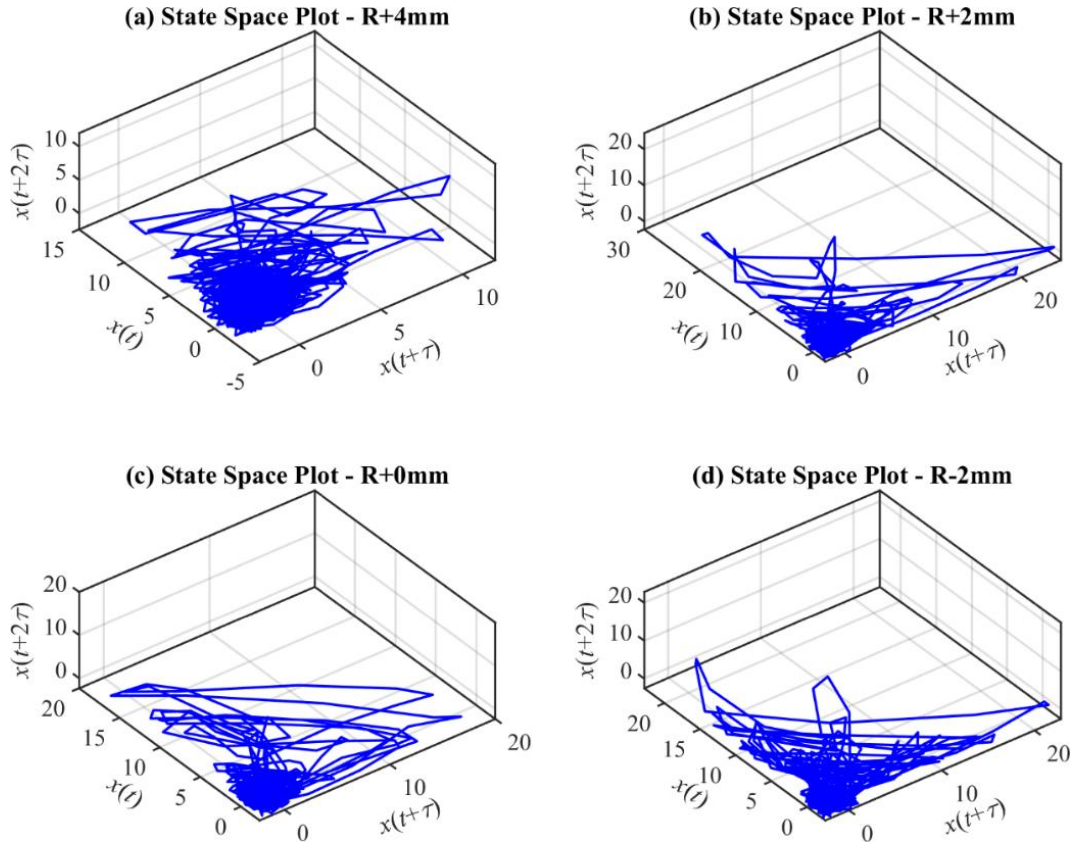 (a) State Space Plot - R+4mm
x(t+2τ)
10
5
0
15
10
5
0
-5
x(t)
0
5
10
x(t+τ)
(b) State Space Plot - R+2mm
x(t+2τ)
20
10
0
30
20
10
0
x(t)
0
10
20
x(t+τ)
(c) State Space Plot - R+0mm
x(t+2τ)
20
10
0
20
15
10
5
0
x(t)
0
10
20
x(t+τ)
(d) State Space Plot - R-2mm
x(t+2τ)
20
10
0
20
15
10
5
0
x(t)
0
10
20
x(t+τ)